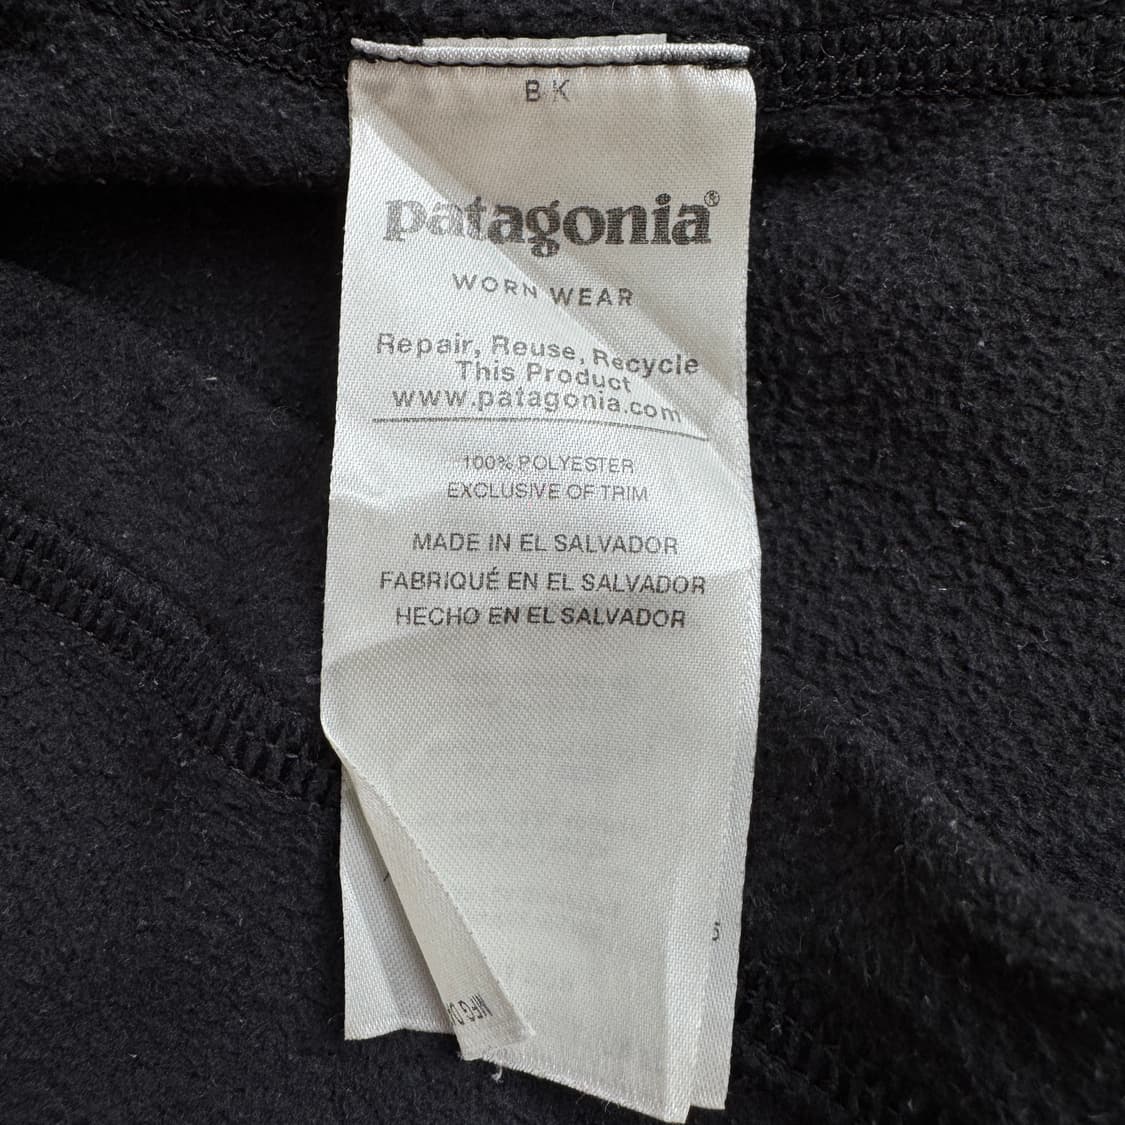 BK
patagonia®
WORN WEAR
Repair, Reuse, Recycle
This Product
www.patagonia.com
100% POLYESTER
EXCLUSIVE OF TRIM
MADE IN EL SALVADOR
FABRIQUÉ EN EL SALVADOR
HECHO EN EL SALVADOR
MFG